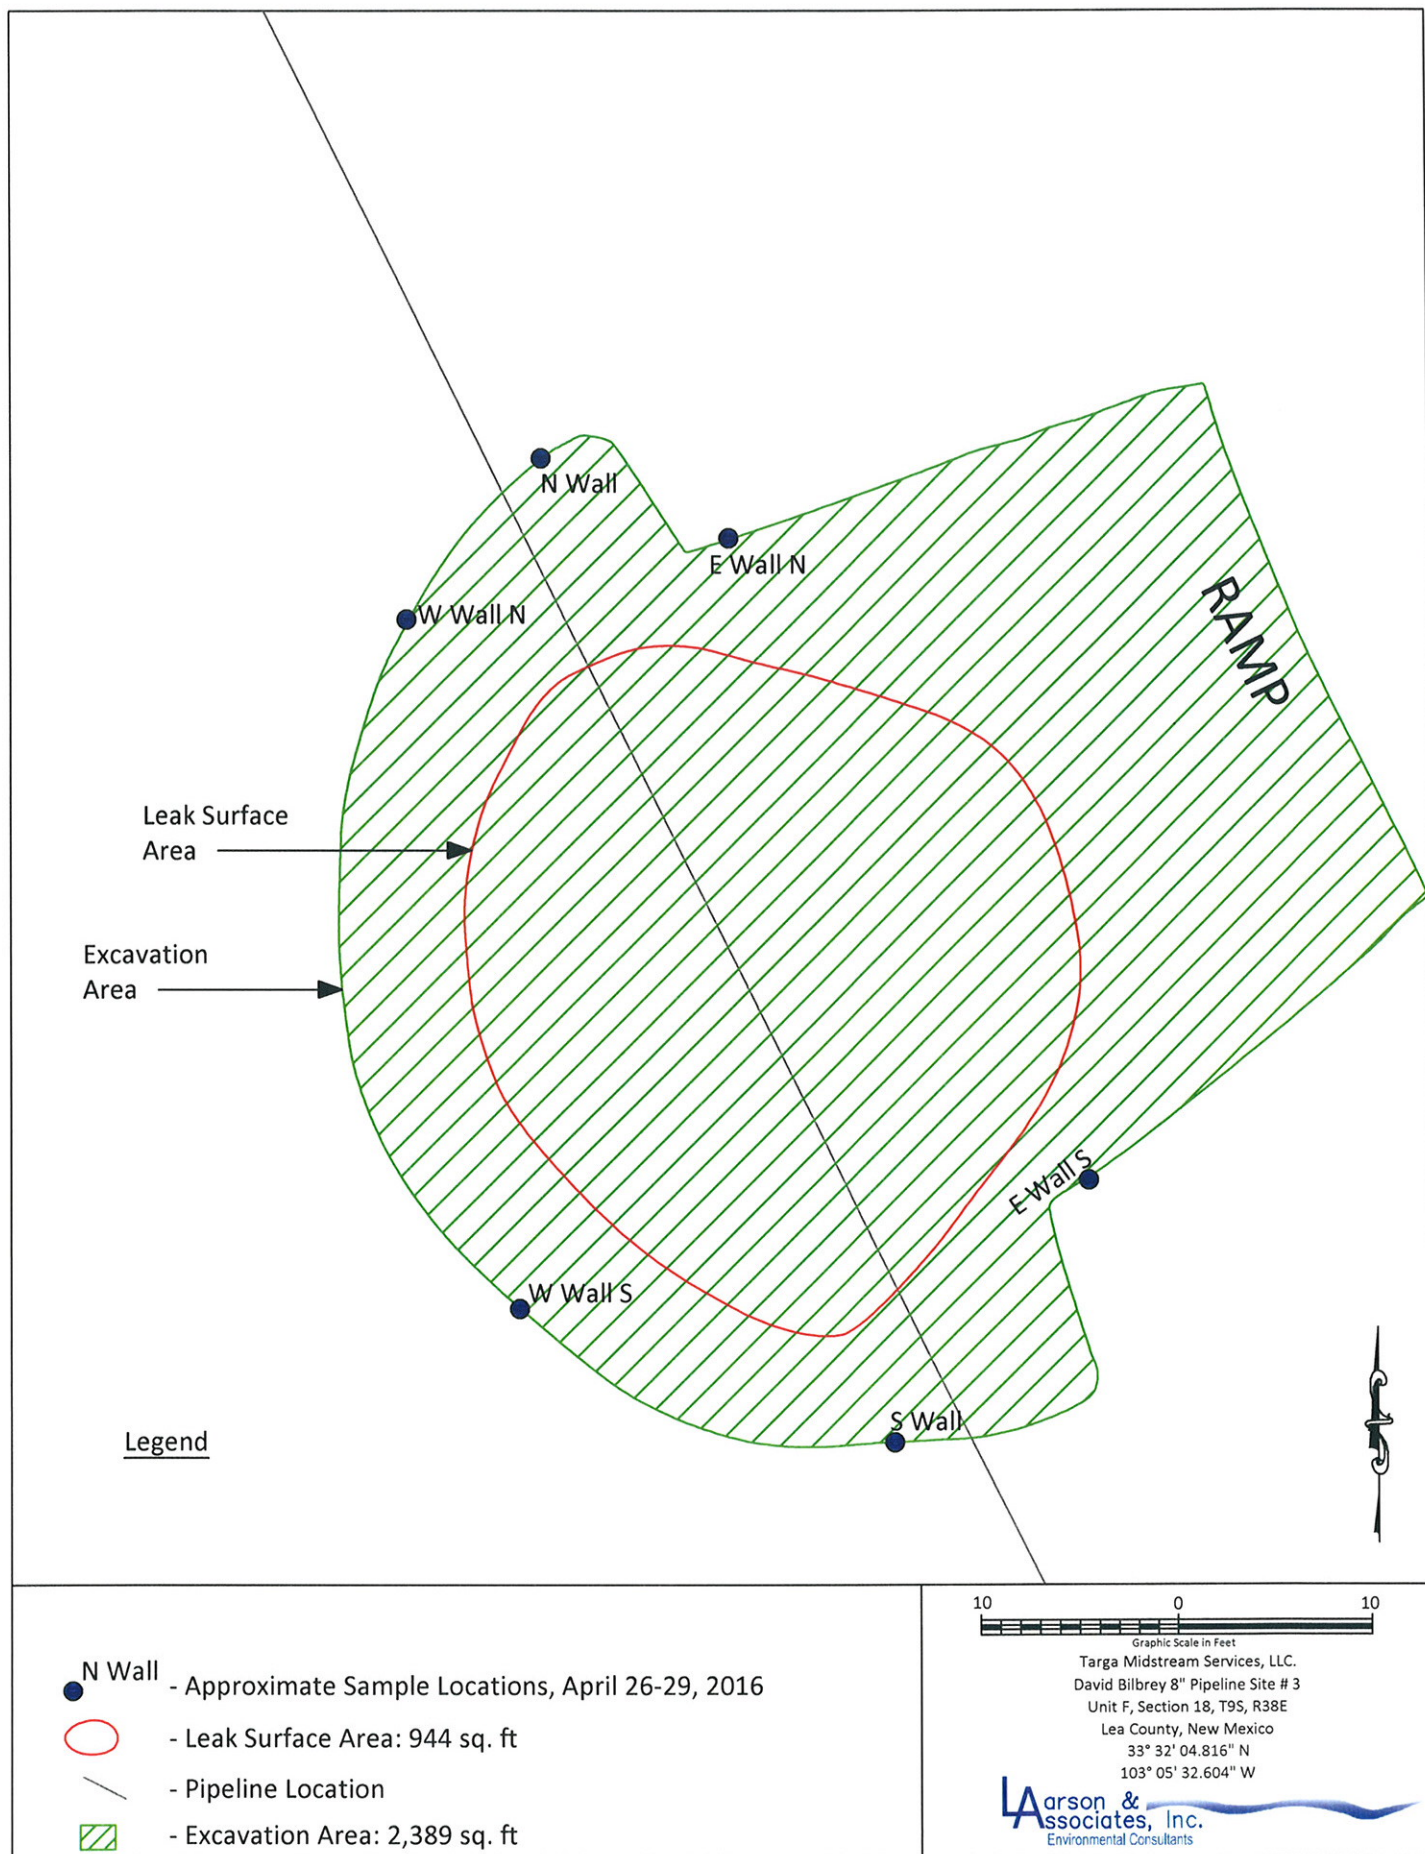 N Wall
E Wall N
W Wall N
RAMP
Leak Surface
Area
Excavation
Area
E Wall S
W Wall S
S Wall
Legend
N Wall - Approximate Sample Locations, April 26-29, 2016
- Leak Surface Area: 944 sq. ft
- Pipeline Location
- Excavation Area: 2,389 sq. ft
10 0 10
Graphic Scale in Feet
Targa Midstream Services, LLC.
David Bilbrey 8" Pipeline Site # 3
Unit F, Section 18, T9S, R38E
Lea County, New Mexico
33° 32' 04.816" N
103° 05' 32.604" W
Larson &
Associates, Inc.
Environmental Consultants